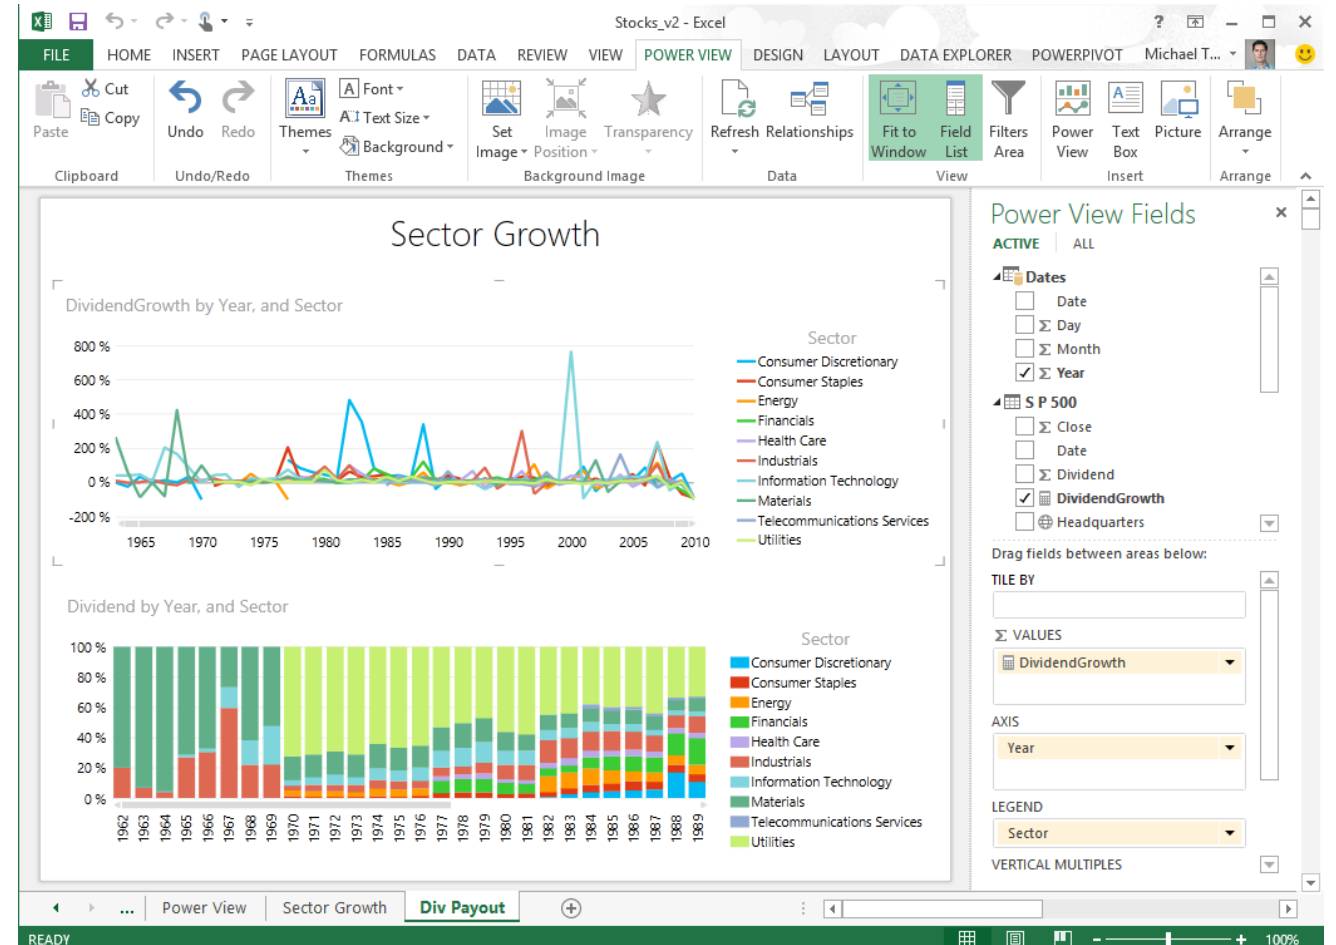 Stocks_v2 - Excel
?
FILE HOME INSERT PAGE LAYOUT FORMULAS DATA REVIEW VIEW POWER VIEW DESIGN LAYOUT DATA EXPLORER POWERPIVOT Michael T...
Cut
Copy
Paste
Clipboard
Undo Redo
Undo/Redo
Aa
Themes
A Font
A Text Size
Background
Themes
Set Image
Image Position
Transparency
Background Image
Refresh Relationships
Data
Fit to Window
Field List
View
Filters Area
Power View
A
Text Box
Picture
Insert
Arrange
Arrange
Sector Growth
DividendGrowth by Year, and Sector
800 %
600 %
400 %
200 %
0 %
-200 %
1965 1970 1975 1980 1985 1990 1995 2000 2005 2010
Sector
Consumer Discretionary
Consumer Staples
Energy
Financials
Health Care
Industrials
Information Technology
Materials
Telecommunications Services
Utilities
Dividend by Year, and Sector
100 %
80 %
60 %
40 %
20 %
0 %
1962 1963 1964 1965 1966 1967 1968 1969 1970 1971 1972 1973 1974 1975 1976 1977 1978 1979 1980 1981 1982 1983 1984 1985 1986 1987 1988 1989
Sector
Consumer Discretionary
Consumer Staples
Energy
Financials
Health Care
Industrials
Information Technology
Materials
Telecommunications Services
Utilities
Power View Fields
ACTIVE ALL
Dates
Date
Σ Day
Σ Month
Σ Year
S P 500
Σ Close
Date
Σ Dividend
DividendGrowth
Headquarters
Drag fields between areas below:
TILE BY
Σ VALUES
DividendGrowth
AXIS
Year
LEGEND
Sector
VERTICAL MULTIPLES
... Power View Sector Growth Div Payout
READY
100%